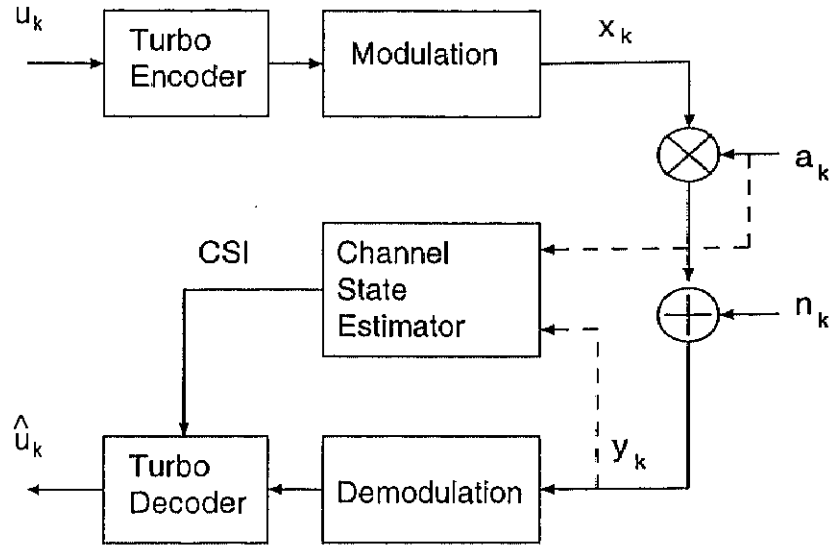 u_k
Turbo
Encoder
Modulation
x_k
a_k
CSI
Channel
State
Estimator
n_k
û_k
Turbo
Decoder
Demodulation
y_k